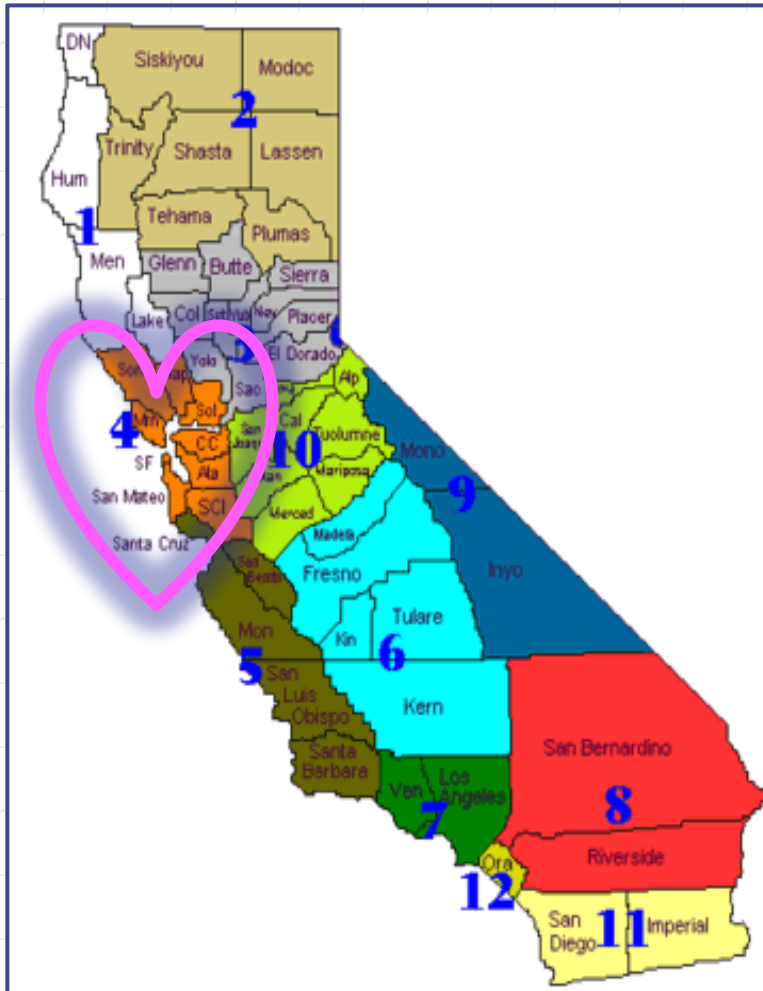 DN
Siskiyou
Modoc
2
Trinity
Shasta
Lassen
Hum
Tehama
1
Plumas
Men
Glenn
Butte
Sierra
Lake
Col
Placer
Yolo
El Dorado
Sac
Alp
Sol
Cal
4
CC
San
Tuolumne
10
Mono
SF
Ala
Mariposa
9
San Mateo
SCl
Merced
Santa Cruz
Madera
San
Benito
Fresno
Inyo
Tulare
Mon
Kin
6
5
San
Luis
Obispo
Kern
Santa
Barbara
San Bernardino
Ven
Los
Angeles
7
8
Ora
Riverside
12
San
Diego
11
Imperial